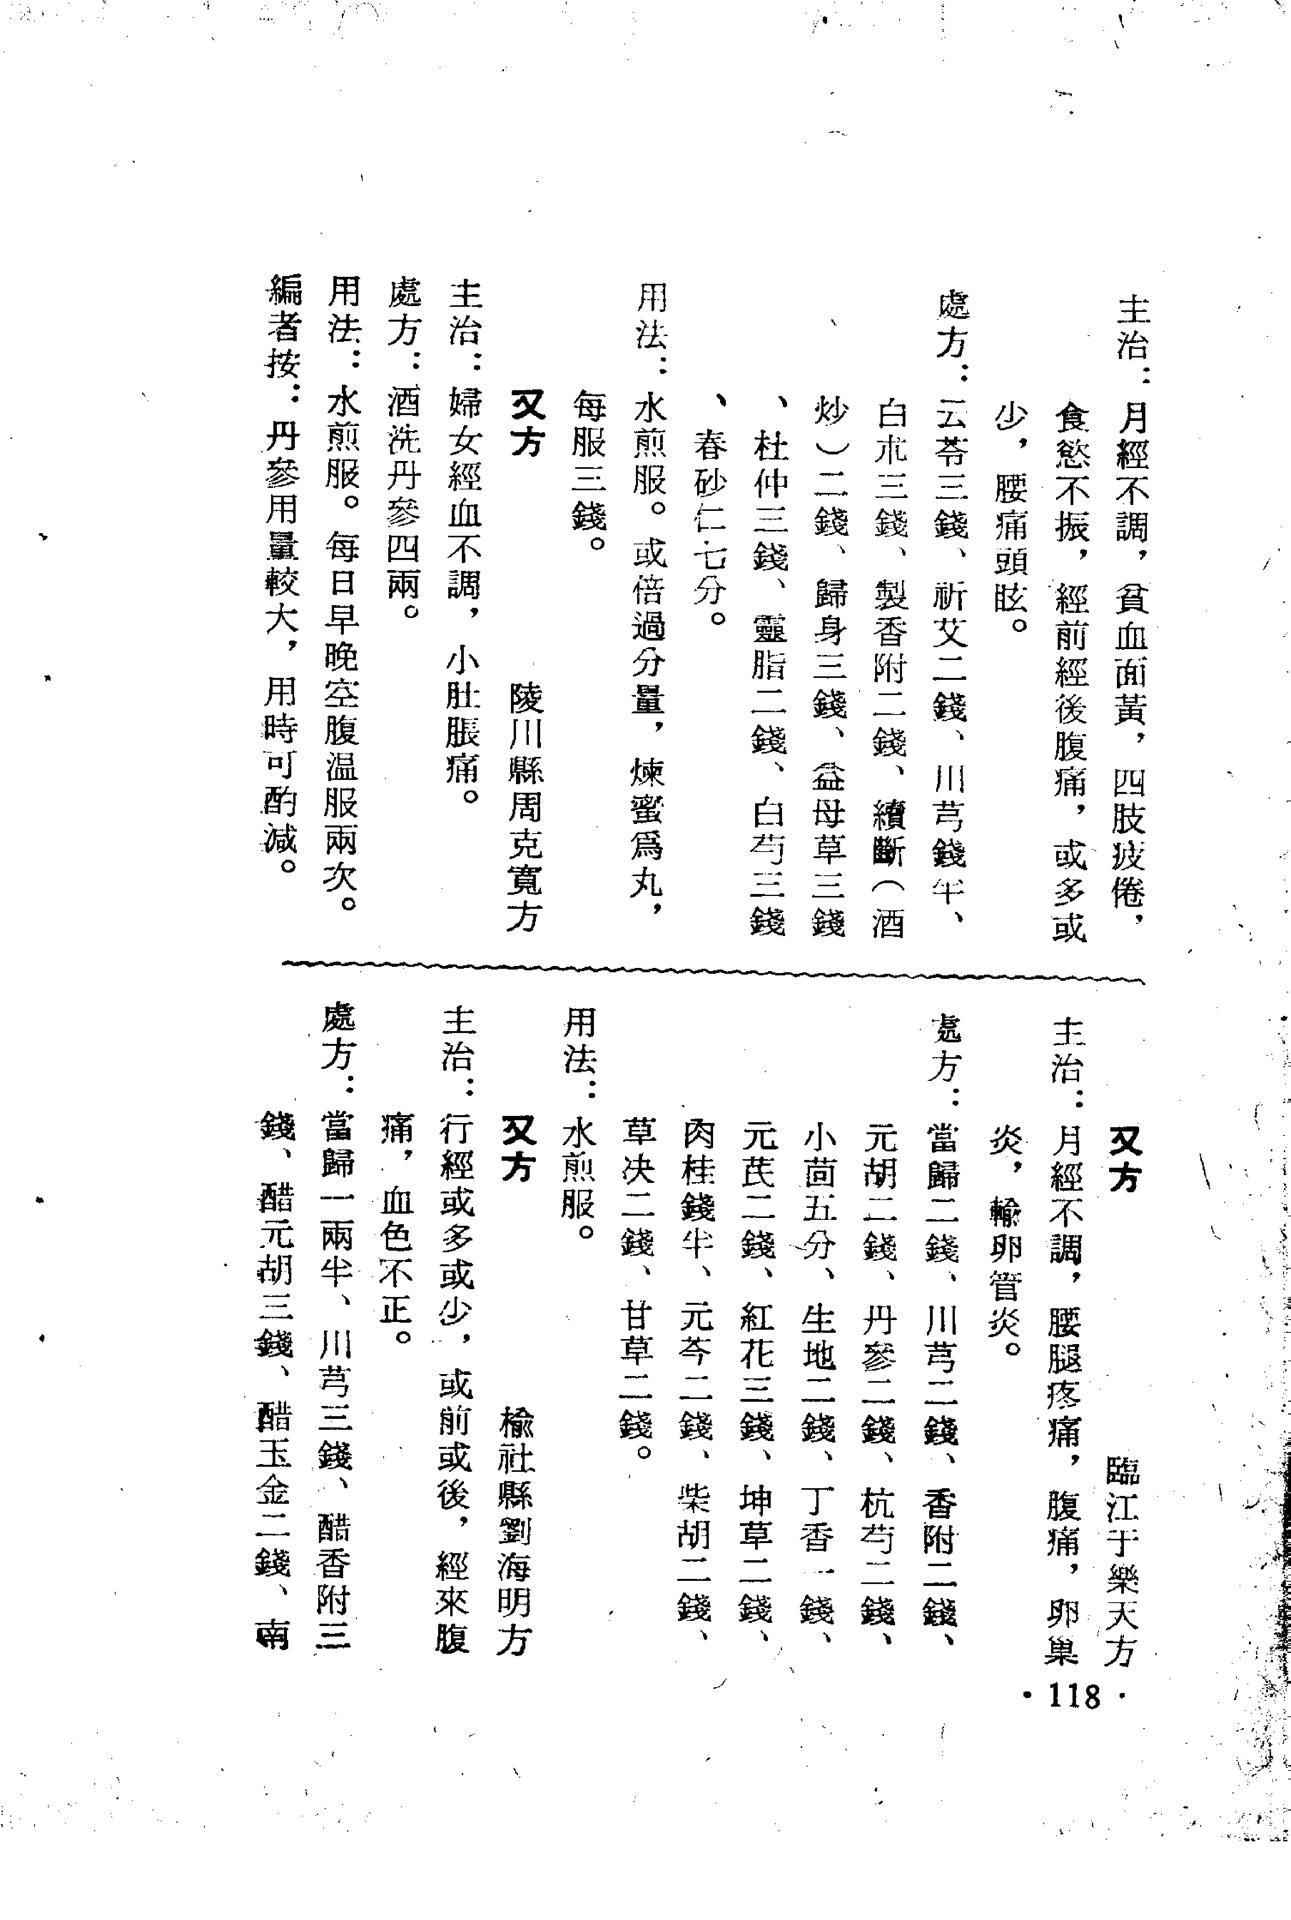 主治：月經不調，貧血面黃，四肢疲倦，
食慾不振，經前經後腹痛，或多或
少，腰痛頭眩。
處方：云苓三錢、祈艾二錢、川芎錢半、
白朮三錢、製香附二錢、續斷（酒
炒）二錢、歸身三錢、益母草三錢
、杜仲三錢、靈脂二錢、白芍三錢
、春砂仁七分。
用法：水煎服。或倍過分量，煉蜜爲丸，
每服三錢。
又方　陵川縣周克寬方
主治：婦女經血不調，小肚脹痛。
處方：酒洗丹參四兩。
用法：水煎服。每日早晚空腹溫服兩次。
編者按：丹參用量較大，用時可酌減。
又方　臨江于樂天方
主治：月經不調，腰腿疼痛，腹痛，卵巢
炎，輸卵管炎。
處方：當歸二錢、川芎二錢、香附二錢、
元胡二錢、丹參二錢、杭芍二錢、
小茴五分、生地二錢、丁香一錢、
元芪二錢、紅花三錢、坤草二錢、
肉桂錢半、元芩二錢、柴胡二錢、
草决二錢、甘草二錢。
用法：水煎服。
又方　榆社縣劉海明方
主治：行經或多或少，或前或後，經來腹
痛，血色不正。
處方：當歸一兩半、川芎三錢、醋香附三
錢、醋元胡三錢、醋玉金二錢、南
·118·